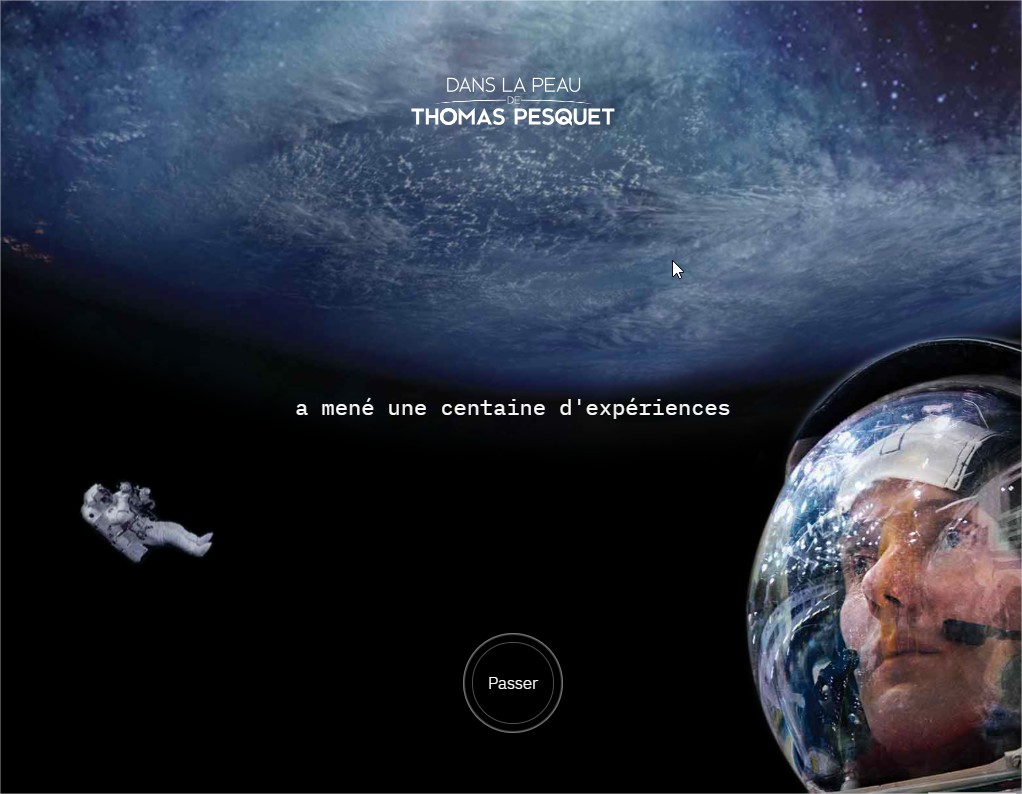 DANS LA PEAU
DE
THOMAS PESQUET
a mené une centaine d'expériences
Passer